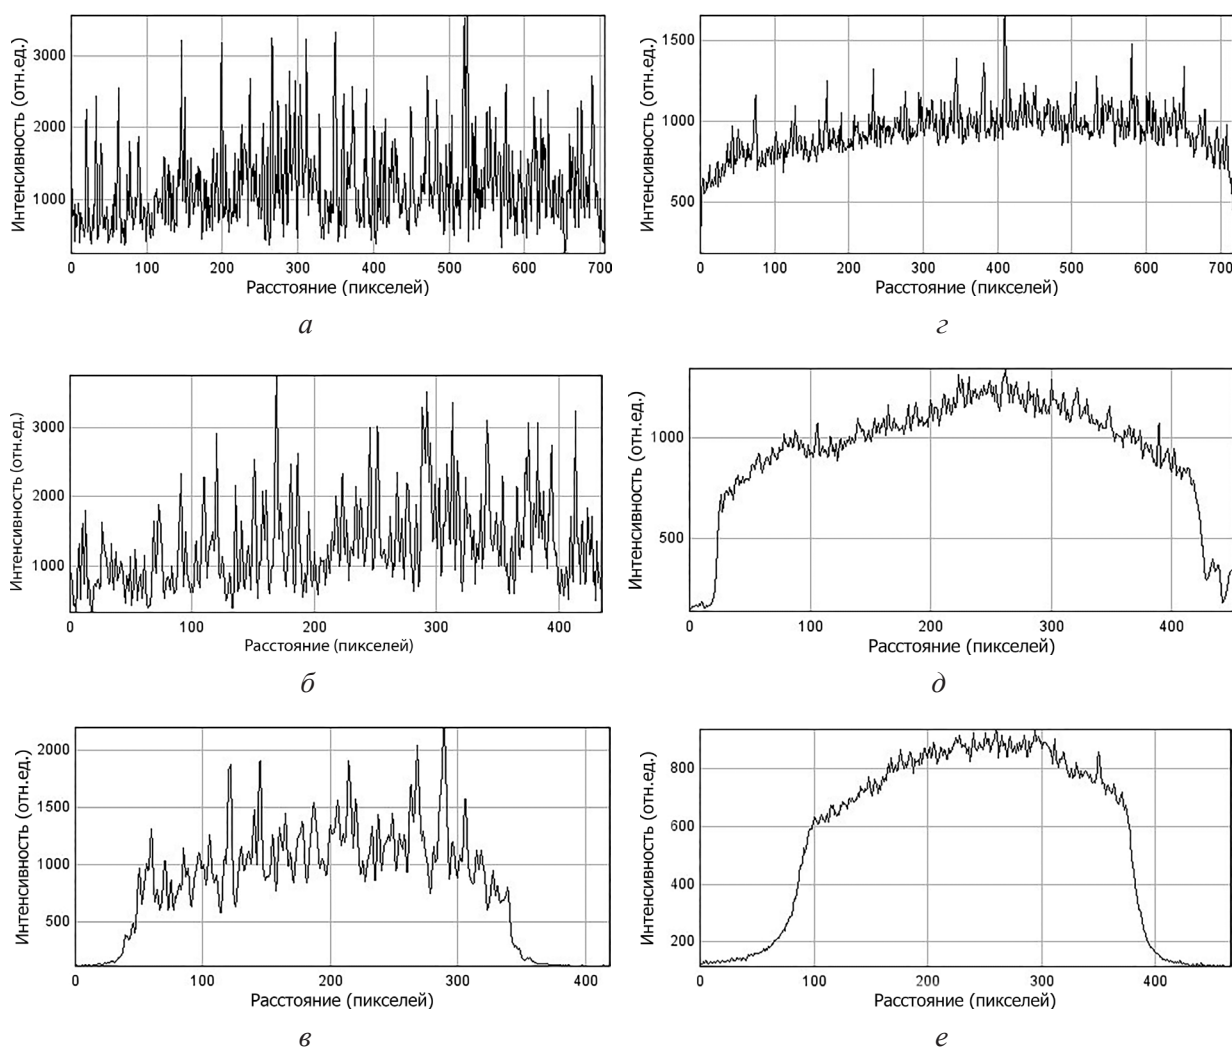 Интенсивность (отн.ед.)
3000
2000
1000
0 100 200 300 400 500 600 700
Расстояние (пикселей)
а
Интенсивность (отн.ед.)
1500
1000
500
0 100 200 300 400 500 600 700
Расстояние (пикселей)
г
Интенсивность (отн.ед.)
3000
2000
1000
0 100 200 300 400
Расстояние (пикселей)
б
Интенсивность (отн.ед.)
1000
500
0 100 200 300 400
Расстояние (пикселей)
д
Интенсивность (отн.ед.)
2000
1500
1000
500
0 100 200 300 400
Расстояние (пикселей)
в
Интенсивность (отн.ед.)
800
600
400
200
0 100 200 300 400
Расстояние (пикселей)
е